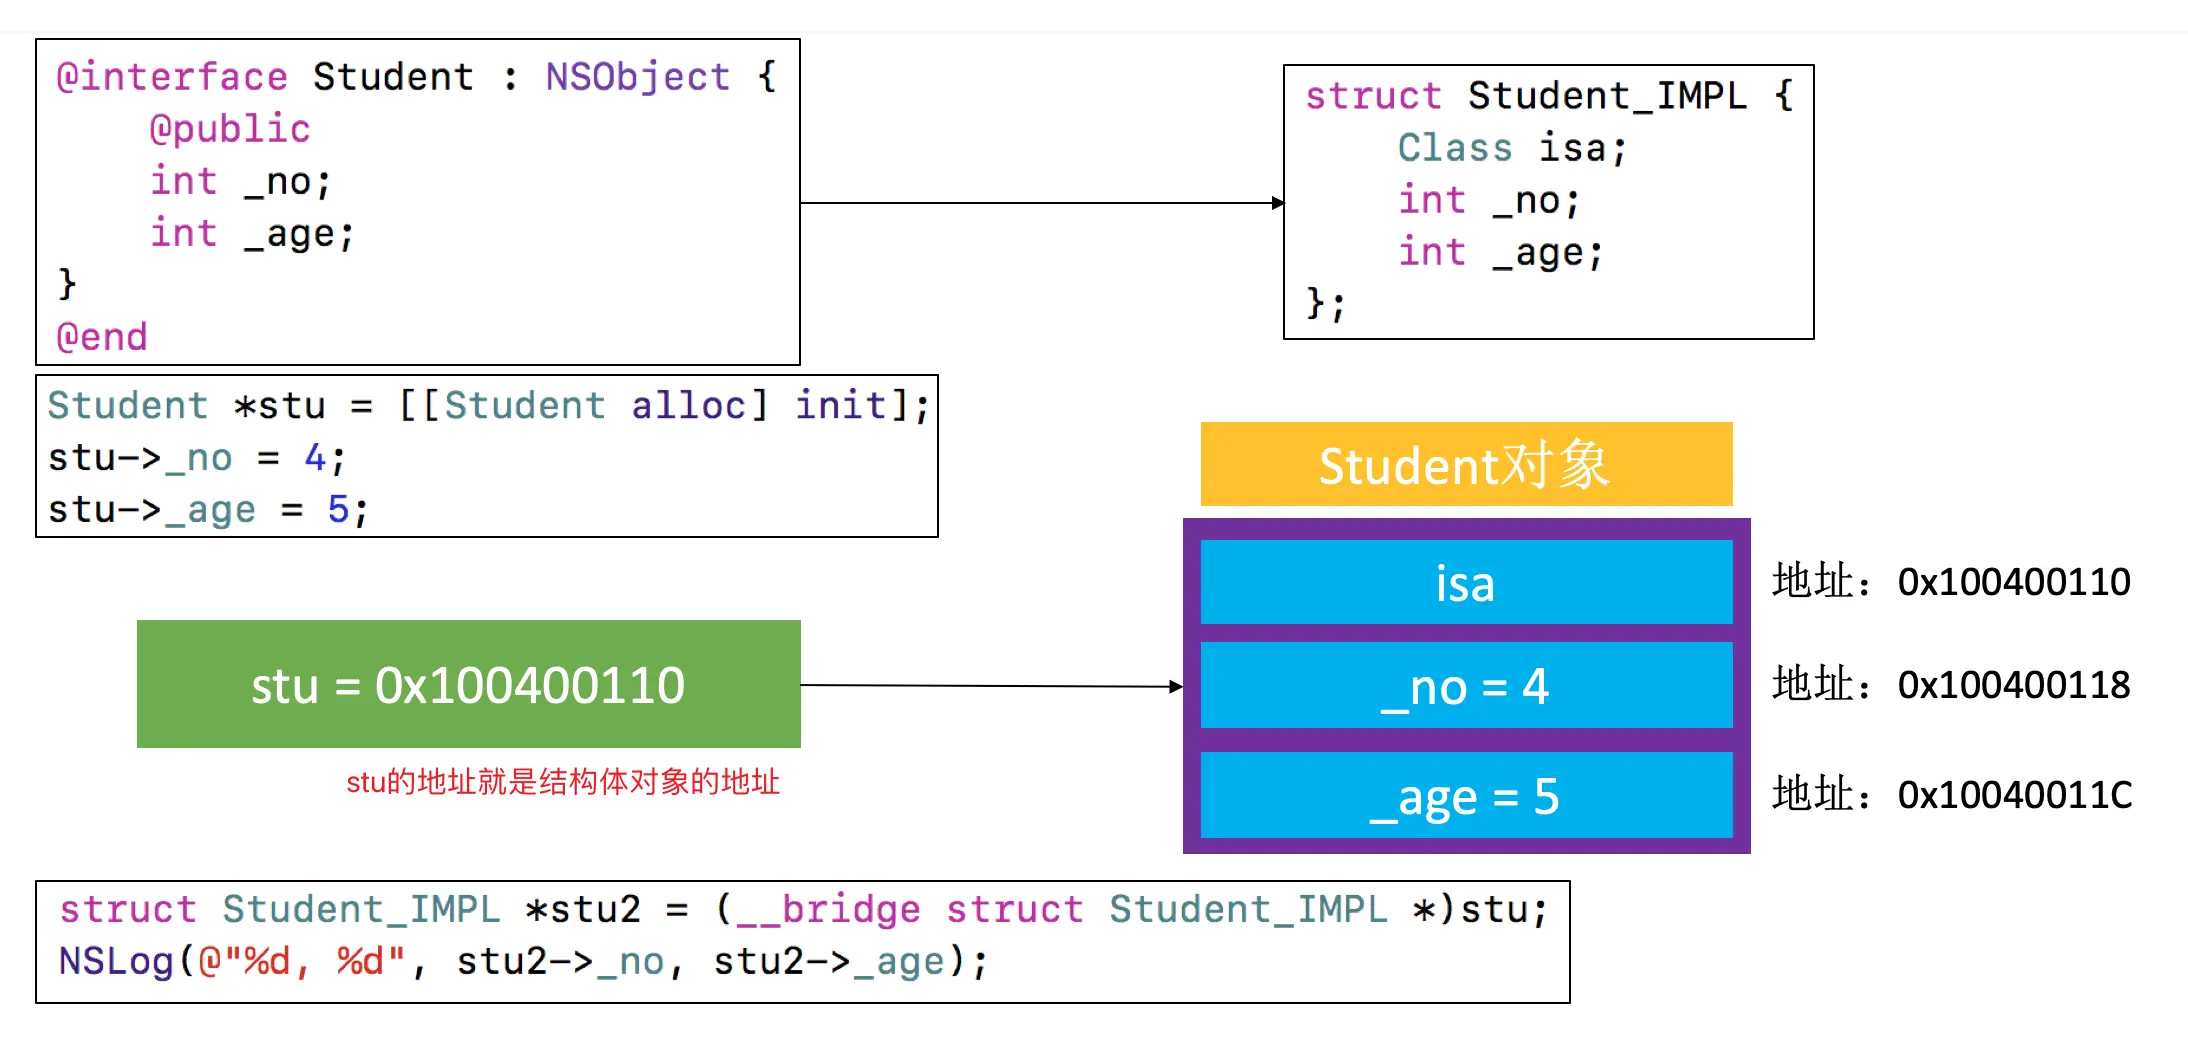 @interface Student : NSObject {
    @public
    int _no;
    int _age;
}
@end
struct Student_IMPL {
    Class isa;
    int _no;
    int _age;
};
Student *stu = [[Student alloc] init];
stu->_no = 4;
stu->_age = 5;
Student对象
isa
地址：0x100400110
stu = 0x100400110
_no = 4
地址：0x100400118
stu的地址就是结构体对象的地址
_age = 5
地址：0x10040011C
struct Student_IMPL *stu2 = (__bridge struct Student_IMPL *)stu;
NSLog(@"%d, %d", stu2->_no, stu2->_age);